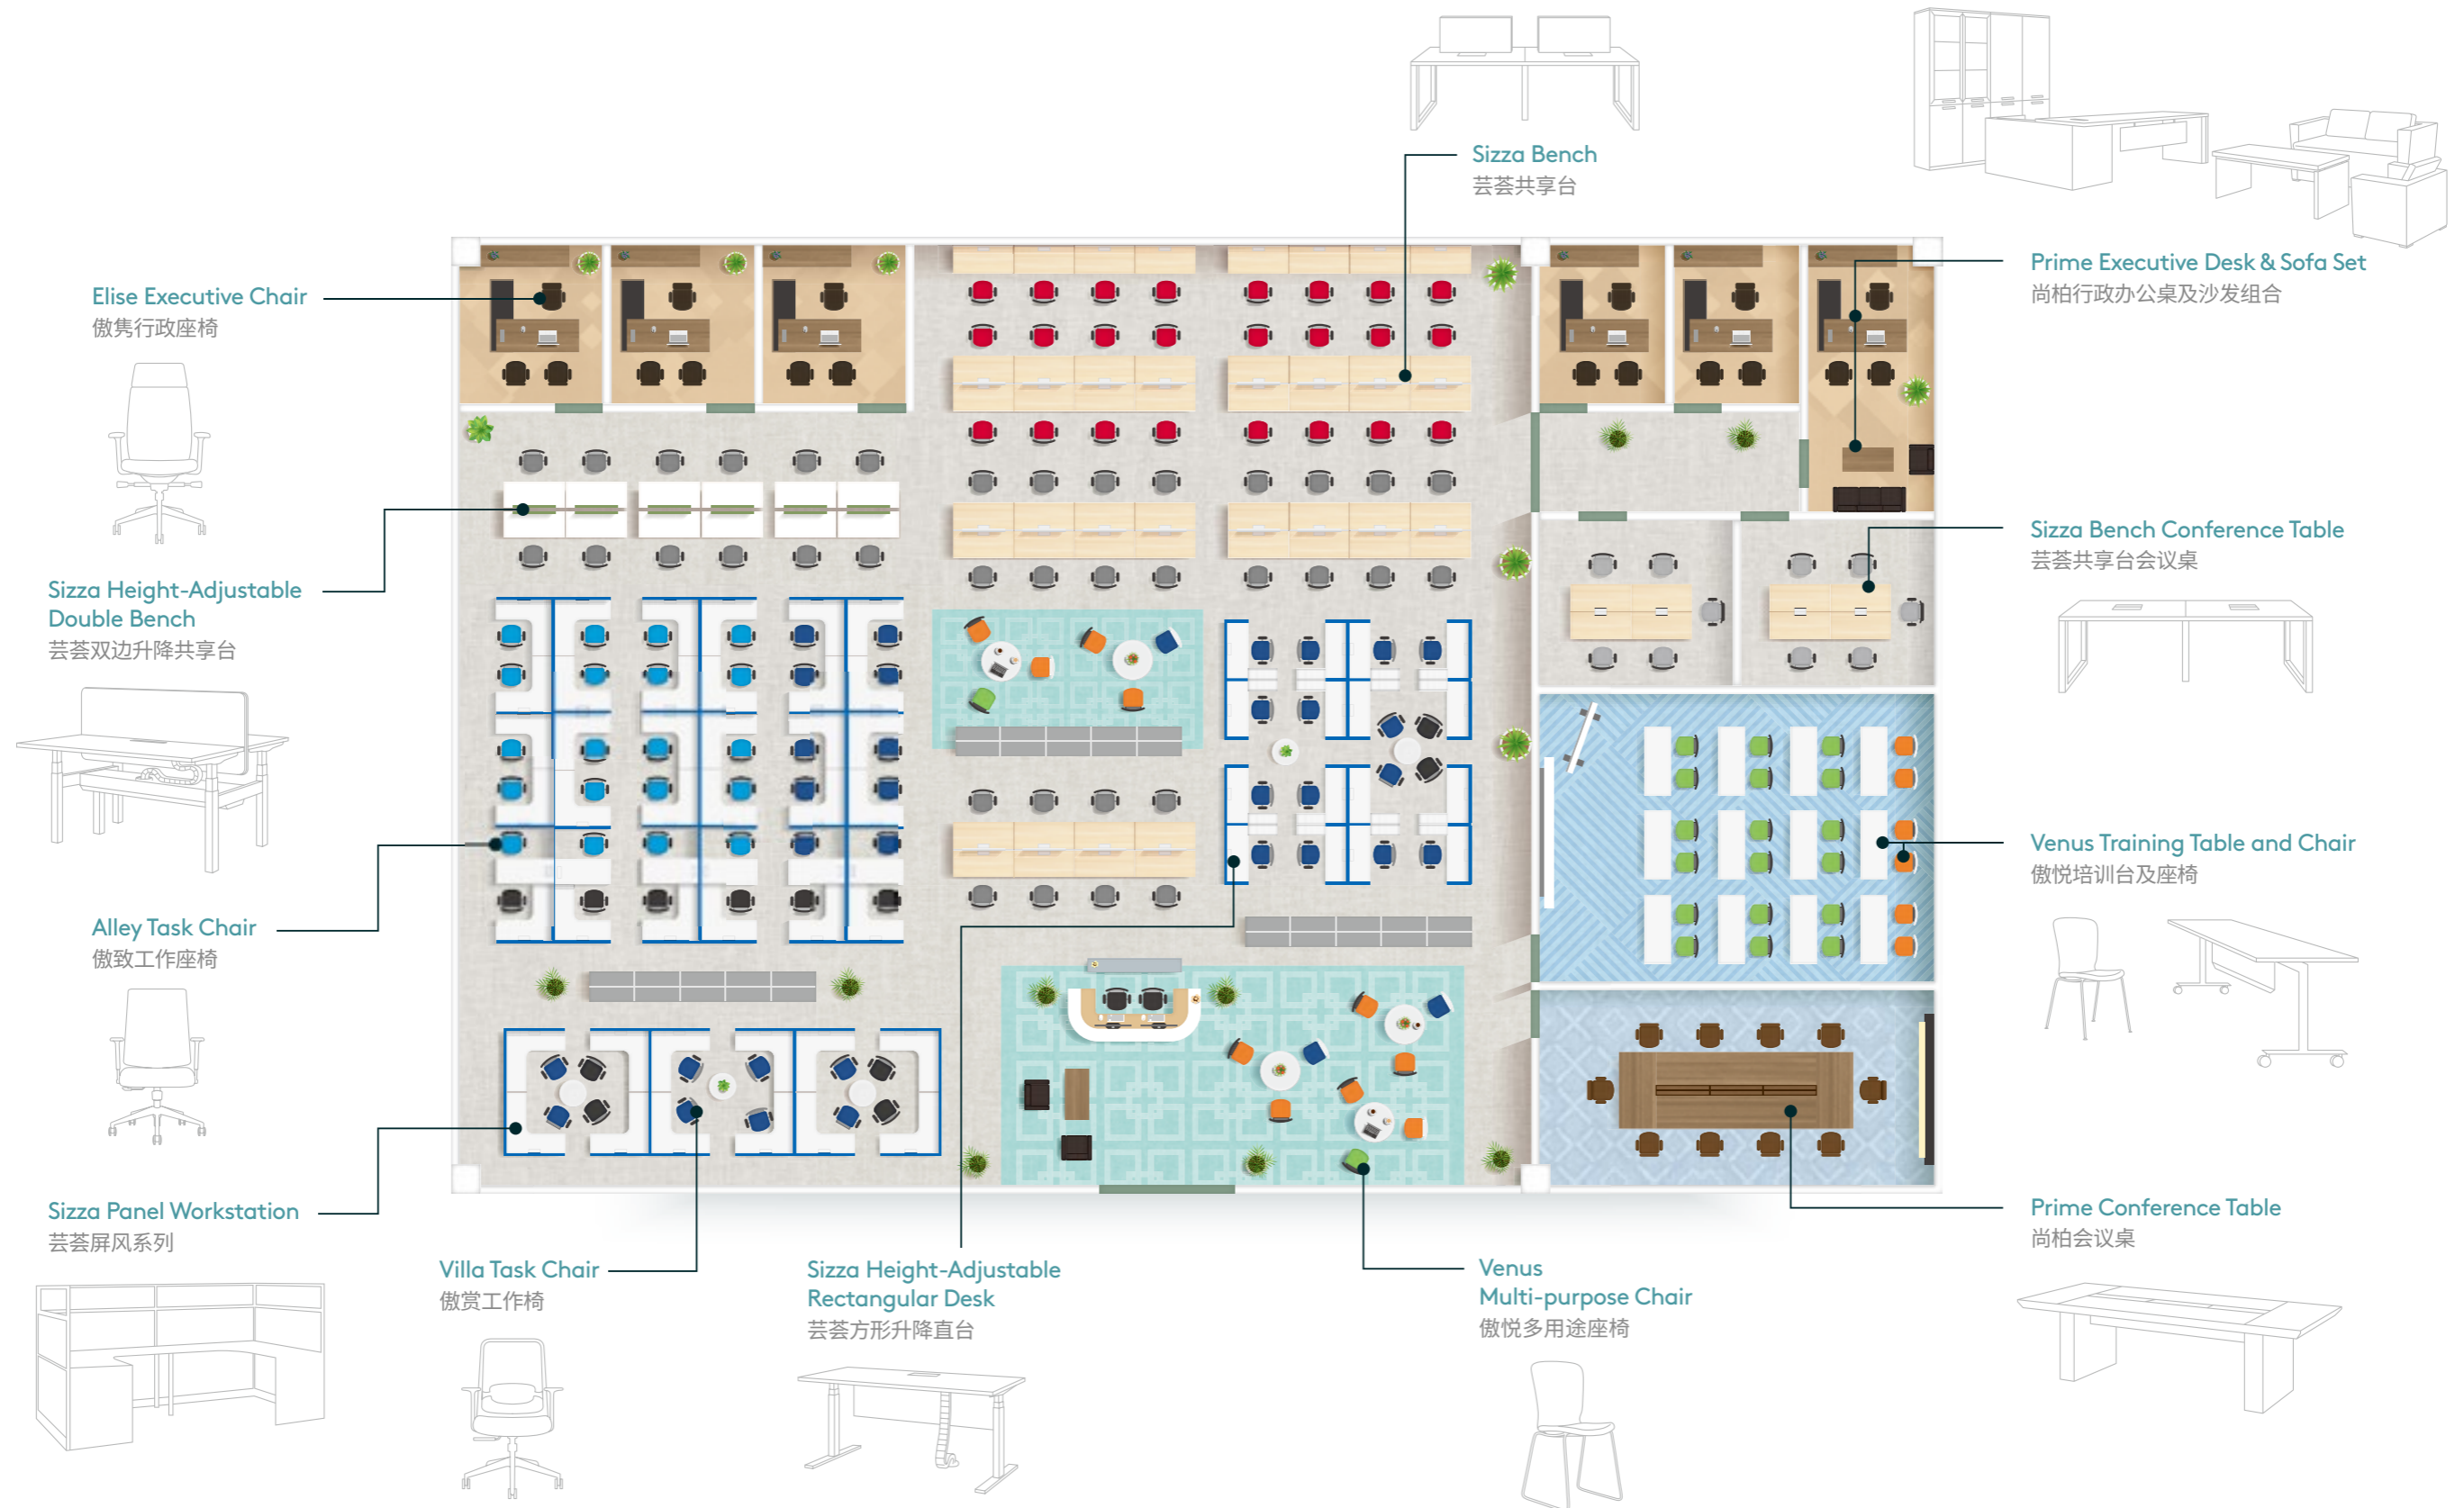 Sizza Bench
芸荟共享台
Elise Executive Chair
傲隽行政座椅
Prime Executive Desk & Sofa Set
尚柏行政办公桌及沙发组合
Sizza Height-Adjustable
Double Bench
芸荟双边升降共享台
Sizza Bench Conference Table
芸荟共享台会议桌
Alley Task Chair
傲致工作座椅
Venus Training Table and Chair
傲悦培训台及座椅
Sizza Panel Workstation
芸荟屏风系列
Villa Task Chair
傲赏工作椅
Sizza Height-Adjustable
Rectangular Desk
芸荟方形升降直台
Venus
Multi-purpose Chair
傲悦多用途座椅
Prime Conference Table
尚柏会议桌